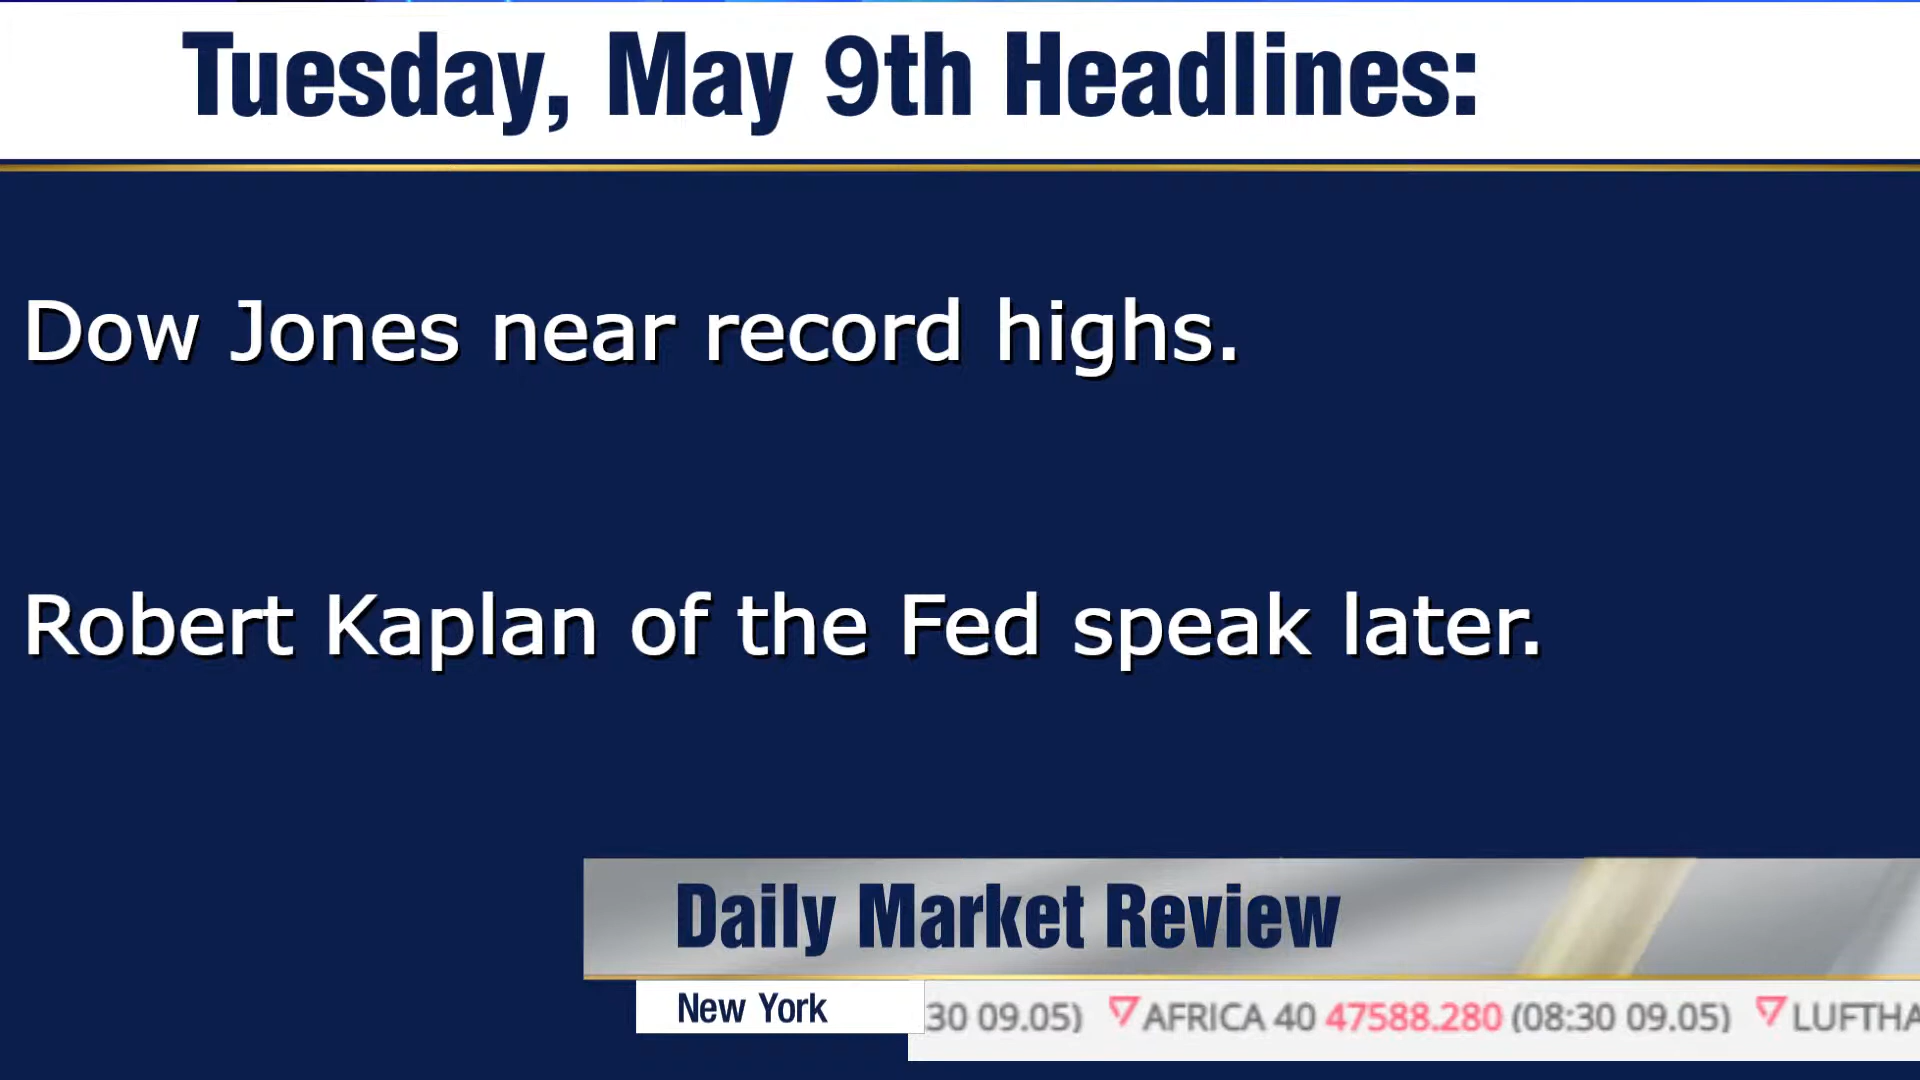 Tuesday, May 9th Headlines:
Dow Jones near record highs.
Robert Kaplan of the Fed speak later.
Daily Market Review
New York
30 09.05) ▽AFRICA 40 47588.280 (08:30 09.05) ▽LUFTHA